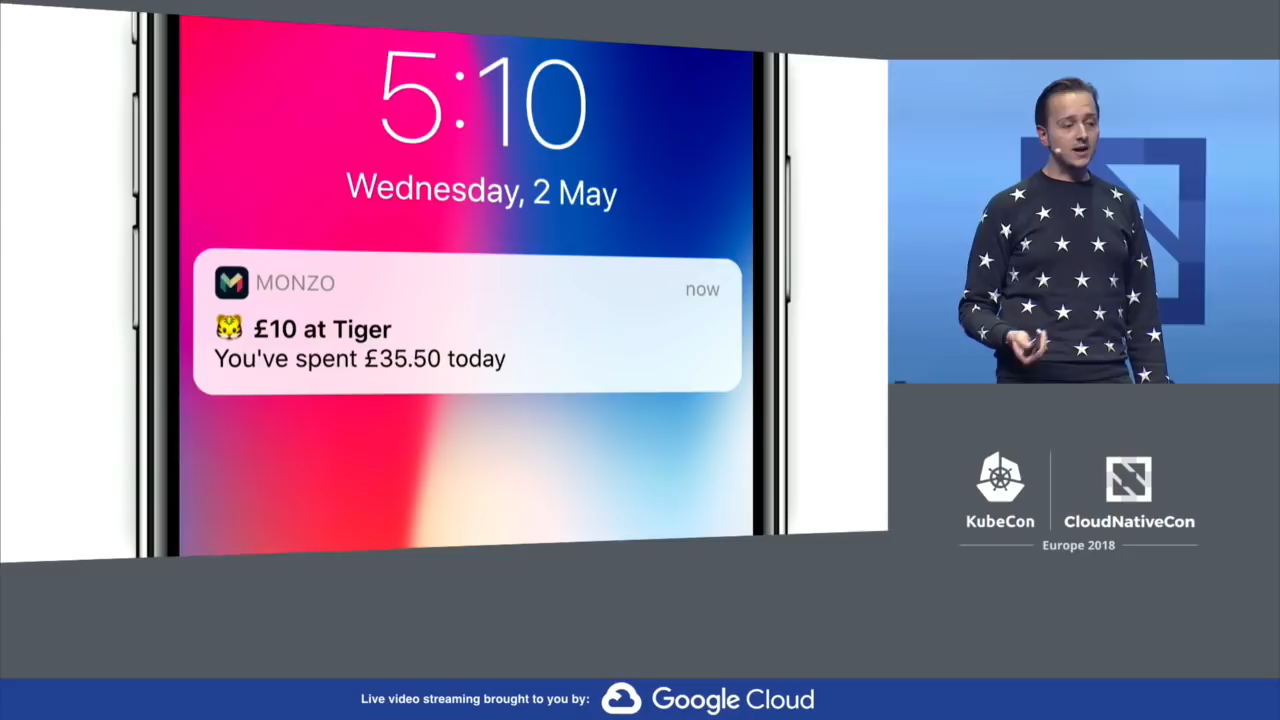 5:10
Wednesday, 2 May
MONZO
now
£10 at Tiger
You've spent £35.50 today
KubeCon
CloudNativeCon
Europe 2018
Live video streaming brought to you by:
Google Cloud